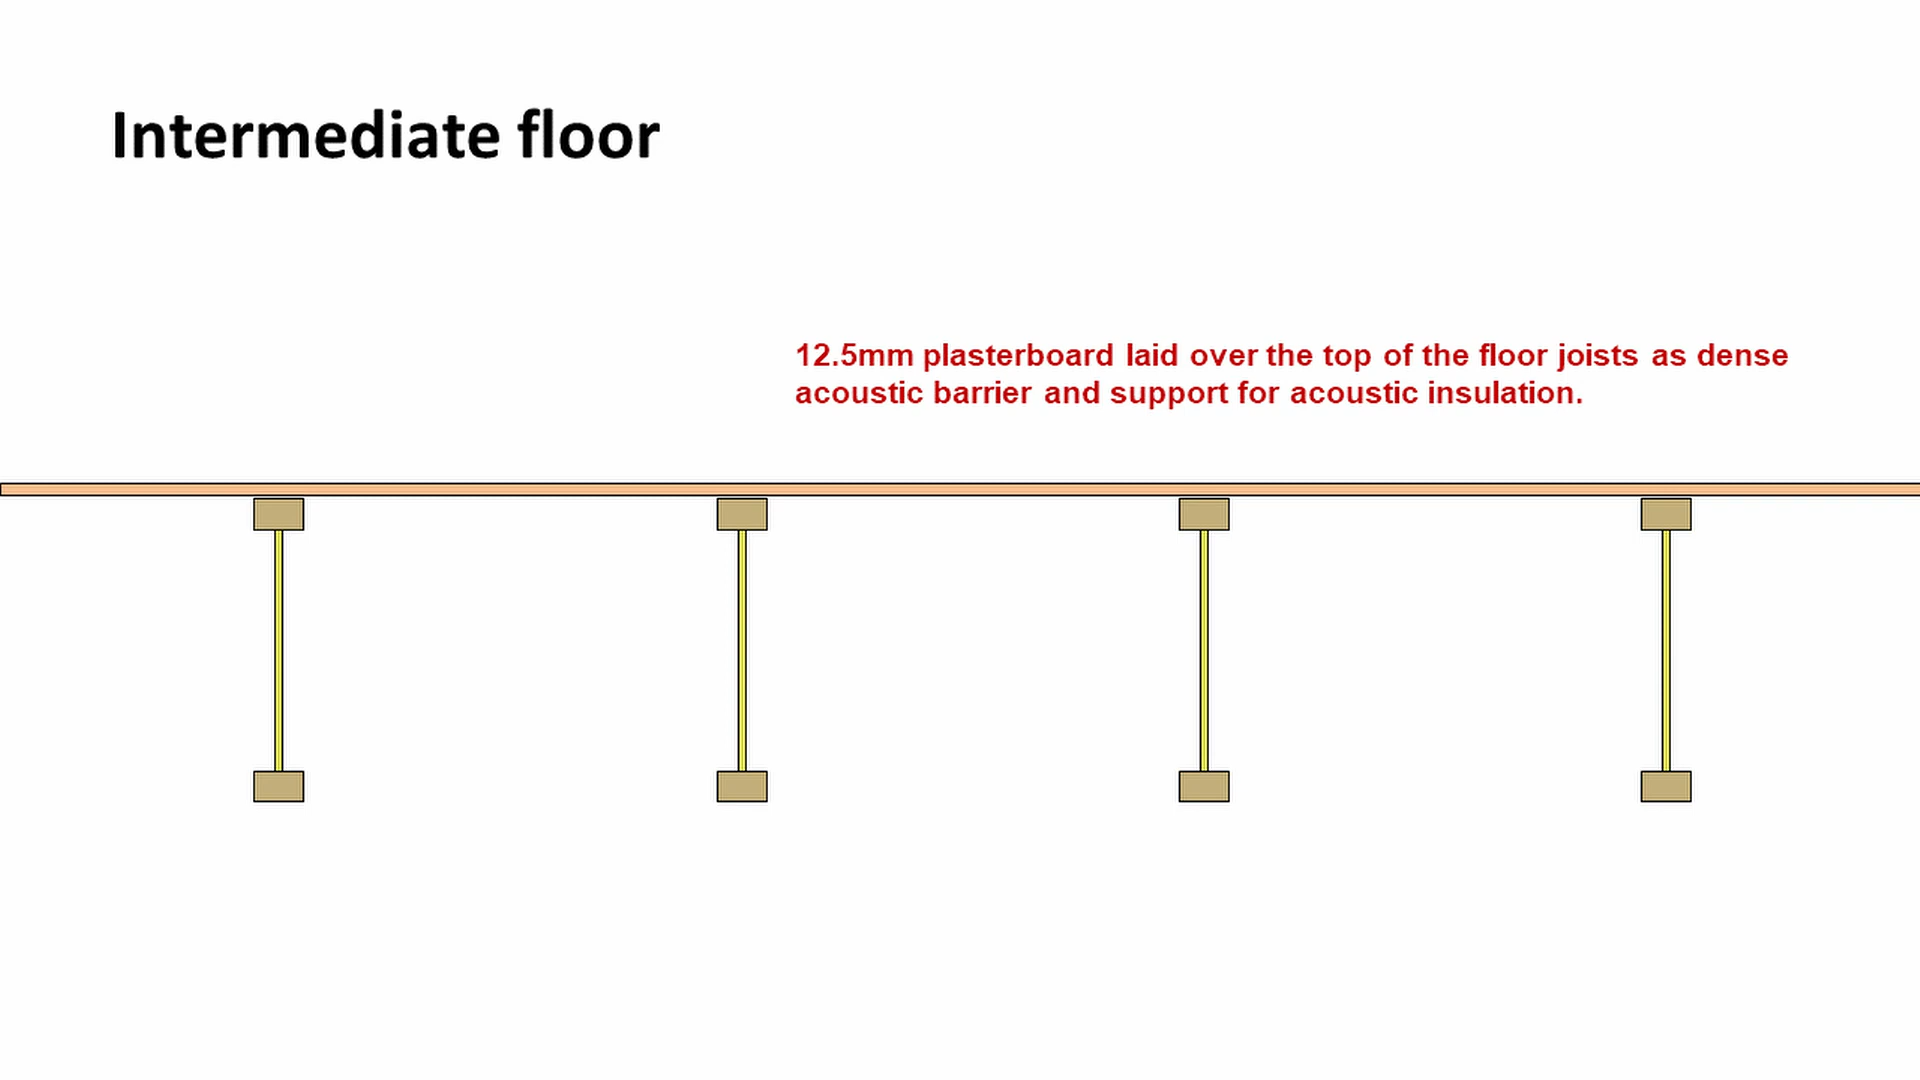 Intermediate floor
12.5mm plasterboard laid over the top of the floor joists as dense
acoustic barrier and support for acoustic insulation.